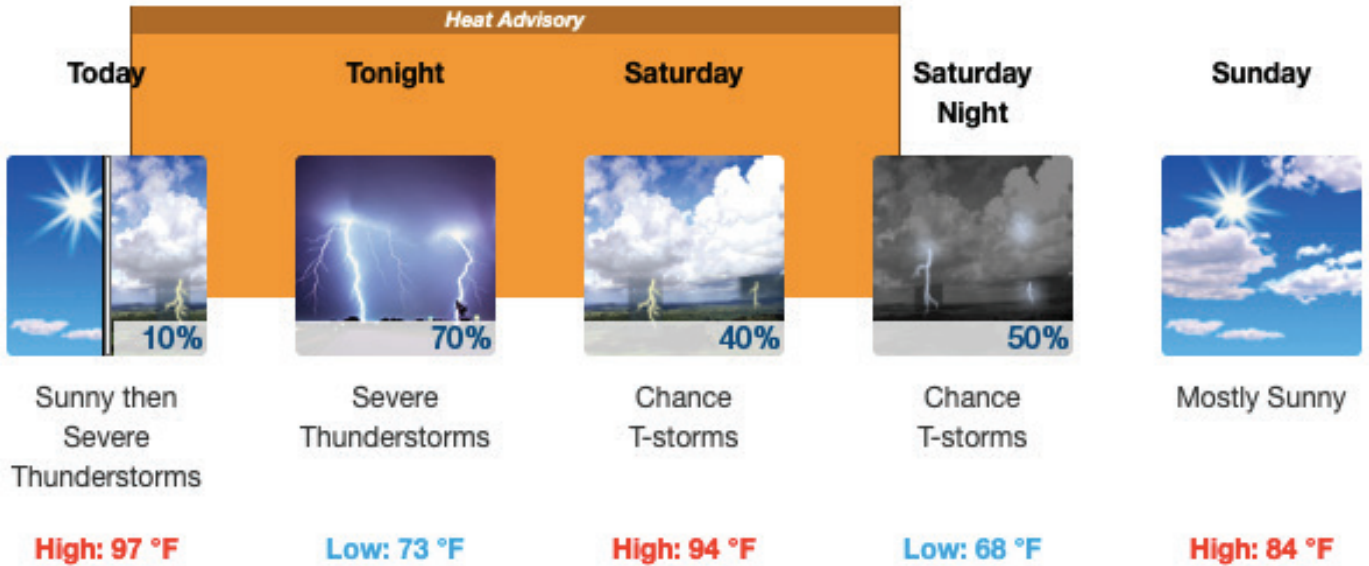 Heat Advisory
Today
Tonight
Saturday
Saturday
Night
Sunday
10%
70%
40%
50%
Sunny then
Severe
Thunderstorms
Severe
Thunderstorms
Chance
T-storms
Chance
T-storms
Mostly Sunny
High: 97 °F
Low: 73 °F
High: 94 °F
Low: 68 °F
High: 84 °F